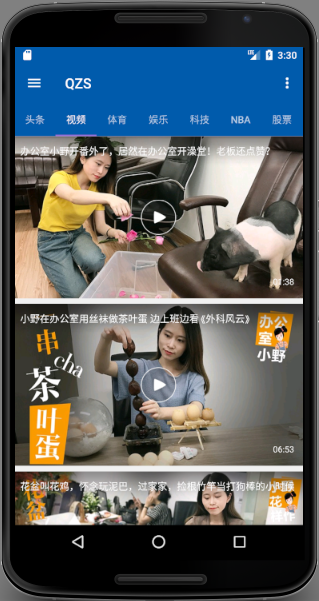 3:30
QZS
头条 视频 体育 娱乐 科技 NBA 股票
办公室小野开番外了，居然在办公室开澡堂！老板还点赞？
01:38
小野在办公室用丝袜做茶叶蛋 边上班边看《外科风云》
办公室
小野
串
cha
茶
叶
蛋
06:53
花盆叫花鸡，怀念玩泥巴，过家家，捡根竹竿当打狗棒的小时候
花盆